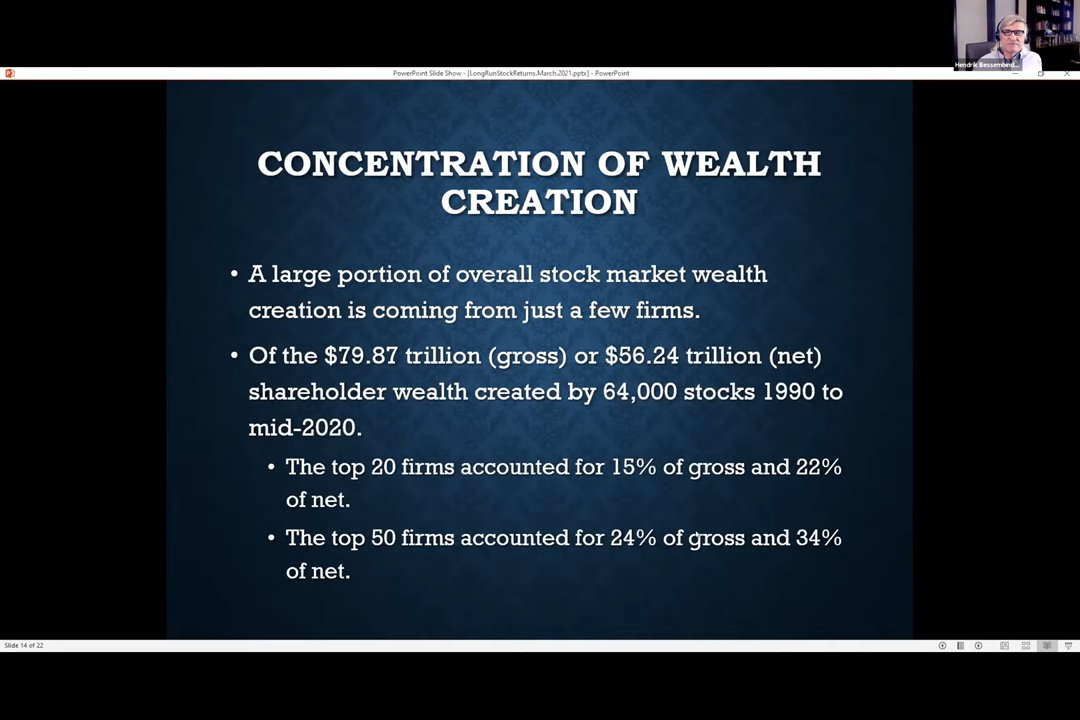 Hendrik Bessembind...
PowerPoint Slide Show - [LongRunStockReturns.March.2021.pptx] - PowerPoint
CONCENTRATION OF WEALTH
CREATION
• A large portion of overall stock market wealth
creation is coming from just a few firms.
• Of the $79.87 trillion (gross) or $56.24 trillion (net)
shareholder wealth created by 64,000 stocks 1990 to
mid-2020.
• The top 20 firms accounted for 15% of gross and 22%
of net.
• The top 50 firms accounted for 24% of gross and 34%
of net.
Slide 14 of 22